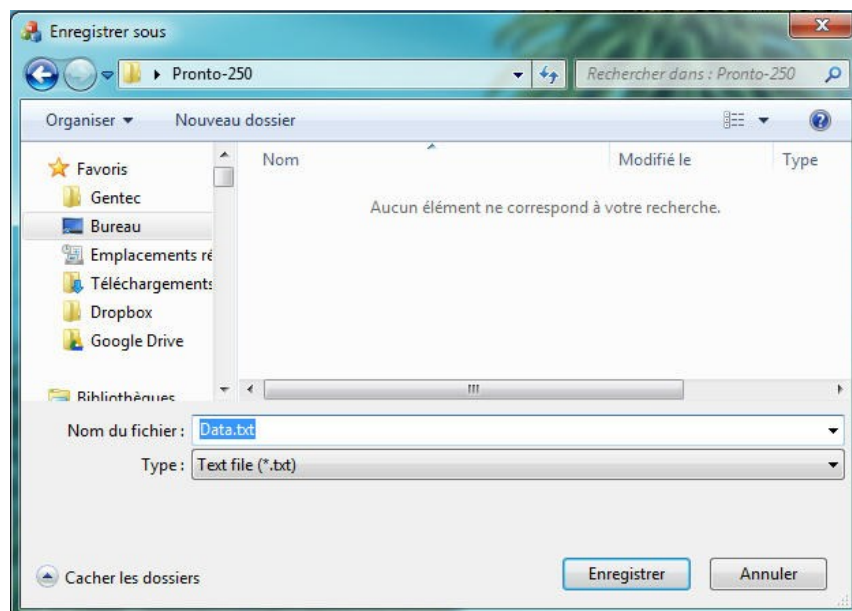 Enregistrer sous
Pronto-250
Rechercher dans : Pronto-250
Organiser
Nouveau dossier
Favoris
Gentec
Bureau
Emplacements ré
Téléchargements
Dropbox
Google Drive
Bibliothèques
Nom Modifié le Type
Aucun élément ne correspond à votre recherche.
Nom du fichier : Data.txt
Type : Text file (*.txt)
Cacher les dossiers
Enregistrer
Annuler